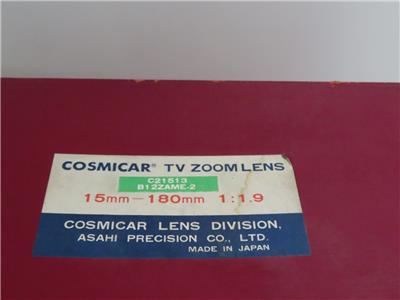 COSMICAR® TV ZOOM LENS
C21513
B12ZAME-2
15mm—180mm 1:1.9
COSMICAR LENS DIVISION,
ASAHI PRECISION CO., LTD.
MADE IN JAPAN